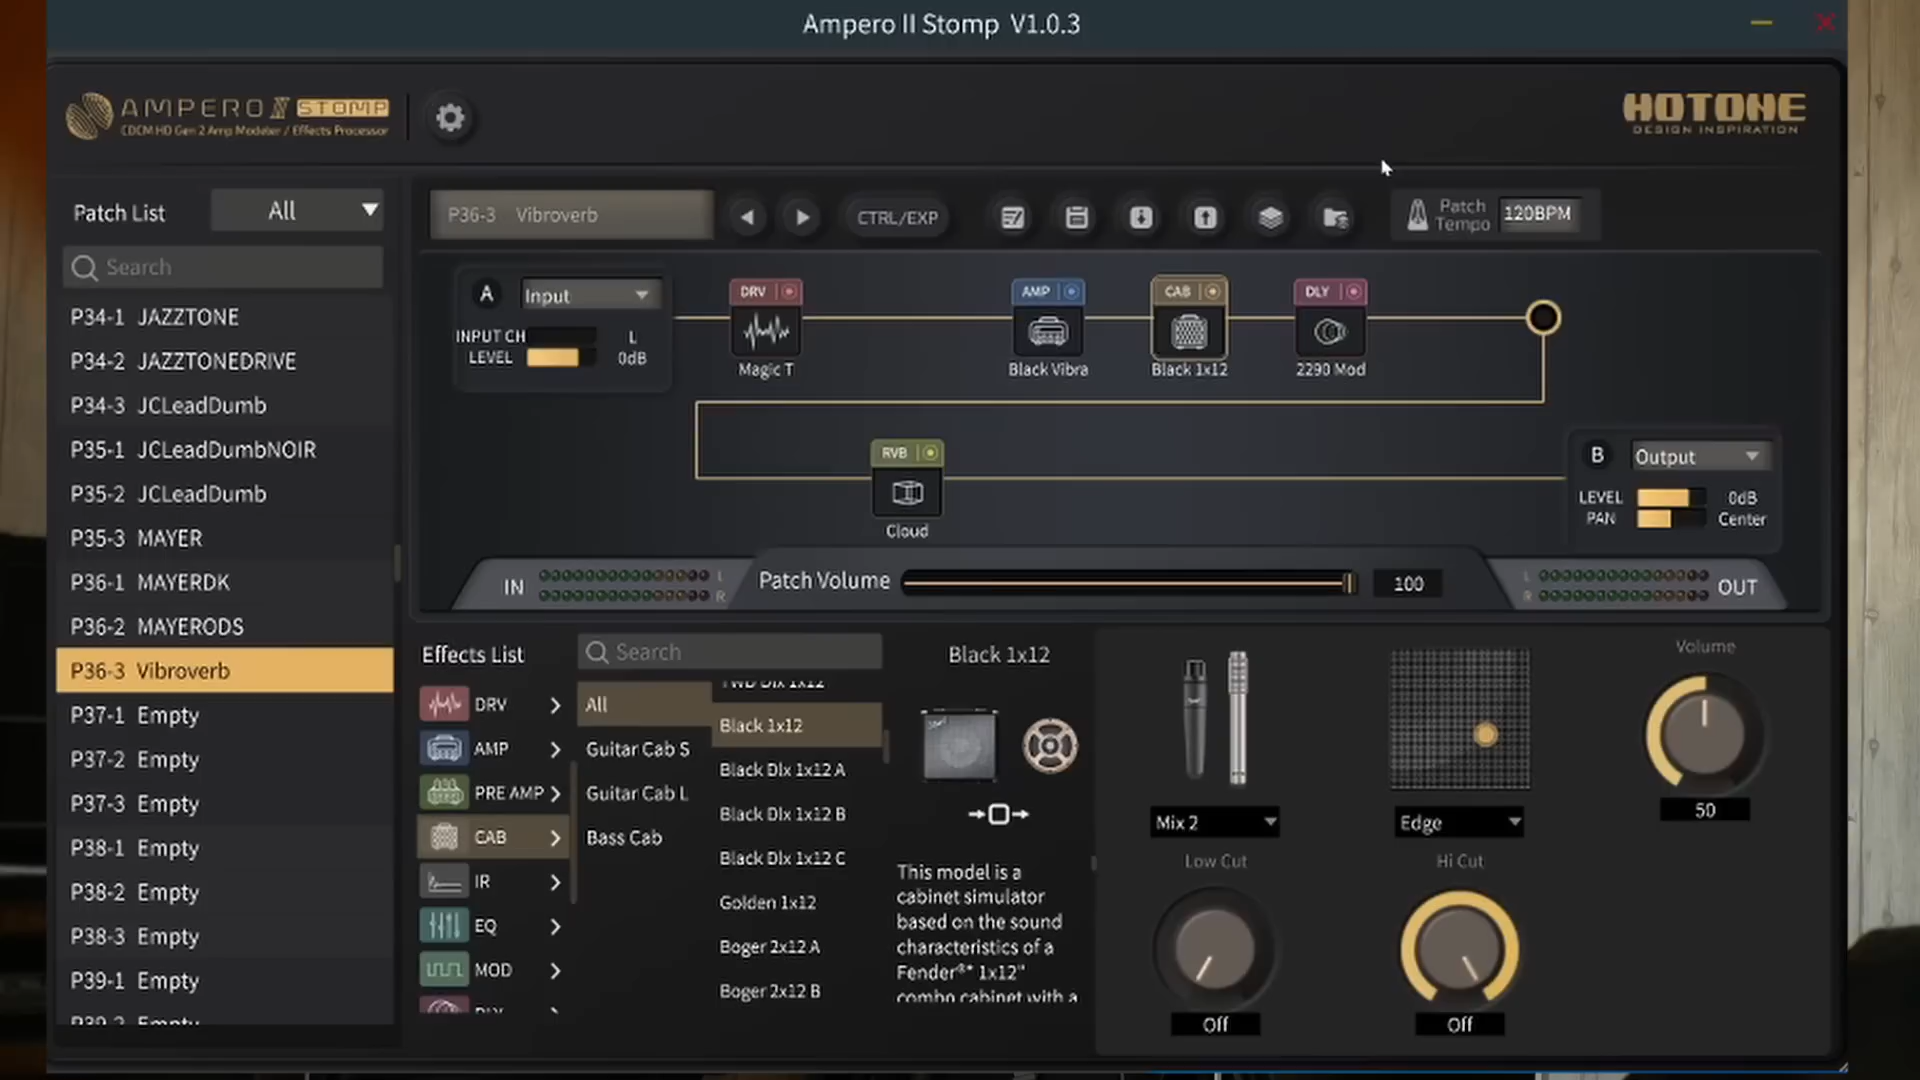 Ampero II Stomp V1.0.3
AMPERO II STOMP
CDCM HD Gen 2 Amp Modeler / Effects Processor
HOTONE
DESIGN INSPIRATION
Patch List
All
Search
P34-1 JAZZTONE
P34-2 JAZZTONEDRIVE
P34-3 JCLeadDumb
P35-1 JCLeadDumbNOIR
P35-2 JCLeadDumb
P35-3 MAYER
P36-1 MAYERDK
P36-2 MAYERODS
P36-3 Vibroverb
P37-1 Empty
P37-2 Empty
P37-3 Empty
P38-1 Empty
P38-2 Empty
P38-3 Empty
P39-1 Empty
P39-2 Empty
P36-3 Vibroverb
CTRL/EXP
Patch Tempo
120BPM
A
Input
INPUT CH L
LEVEL 0dB
DRV
Magic T
AMP
Black Vibra
CAB
Black 1x12
DLY
2290 Mod
RVB
Cloud
B
Output
LEVEL 0dB
PAN Center
IN
L
R
Patch Volume
100
L
R
OUT
Effects List
DRV
AMP
PRE AMP
CAB
IR
EQ
MOD
DLY
Search
All
Guitar Cab S
Guitar Cab L
Bass Cab
TWD Dlx 1x12
Black 1x12
Black Dlx 1x12 A
Black Dlx 1x12 B
Black Dlx 1x12 C
Golden 1x12
Boger 2x12 A
Boger 2x12 B
Black 1x12
This model is a
cabinet simulator
based on the sound
characteristics of a
Fender®* 1x12"
combo cabinet with a
Mix 2
Edge
Volume
50
Low Cut
Off
Hi Cut
Off